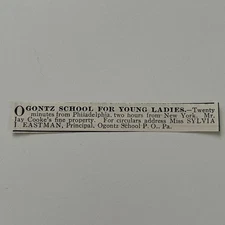 OGONTZ SCHOOL FOR YOUNG LADIES.—Twenty
minutes from Philadelphia, two hours from New York. Mr.
Jay Cooke's fine property. For circulars address Miss SYLVIA
J. EASTMAN, Principal, Ogontz School P. O., Pa.